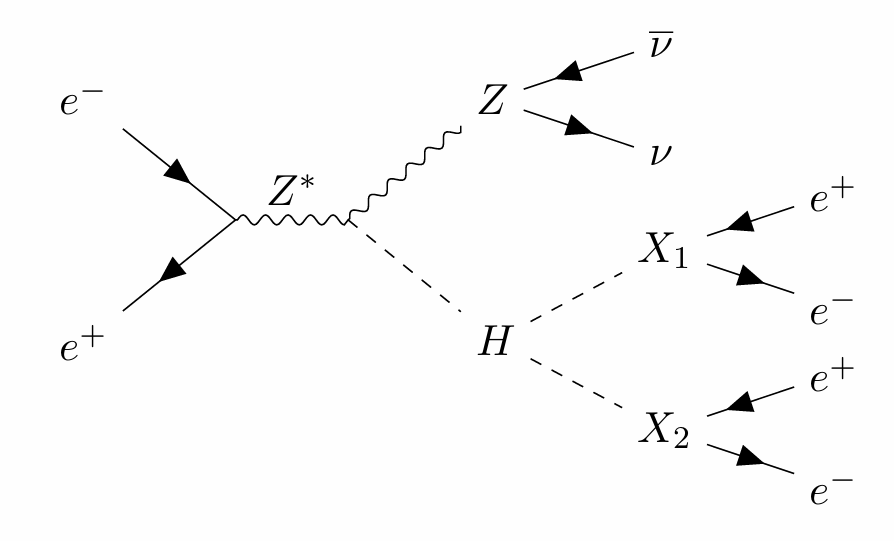 ν̅
e⁻
Z
ν
Z*
e⁺
X₁
e⁻
e⁺
H
e⁺
X₂
e⁻